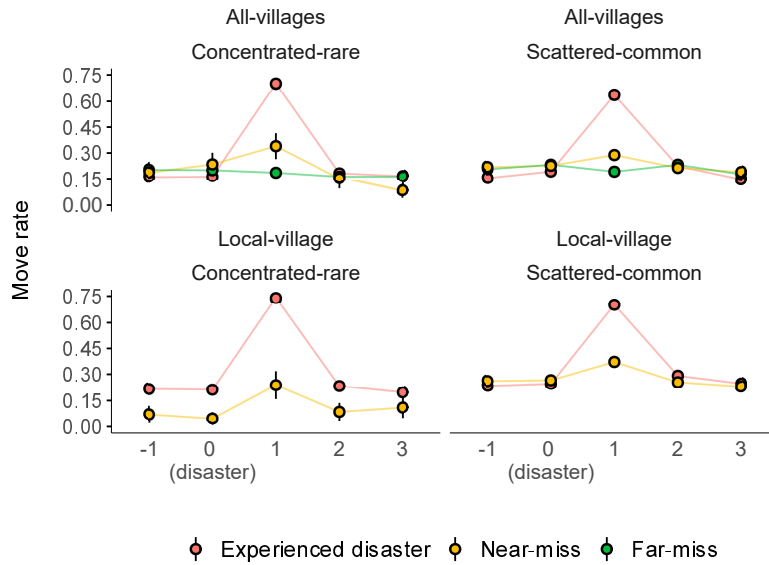 All-villages
All-villages
Concentrated-rare
Scattered-common
0.75
0.60
0.45
0.30
0.15
0.00
Local-village
Local-village
Concentrated-rare
Scattered-common
0.75
0.60
0.45
0.30
0.15
0.00
Move rate
-1 0 1 2 3
(disaster)
-1 0 1 2 3
(disaster)
Experienced disaster Near-miss Far-miss